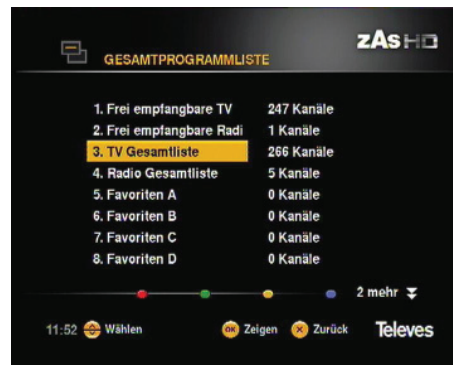 zAs HD
GESAMTPROGRAMMLISTE
1. Frei empfangbare TV 247 Kanäle
2. Frei empfangbare Radi 1 Kanäle
3. TV Gesamtliste 266 Kanäle
4. Radio Gesamtliste 5 Kanäle
5. Favoriten A 0 Kanäle
6. Favoriten B 0 Kanäle
7. Favoriten C 0 Kanäle
8. Favoriten D 0 Kanäle
2 mehr
11:52 Wählen OK Zeigen X Zurück Televes